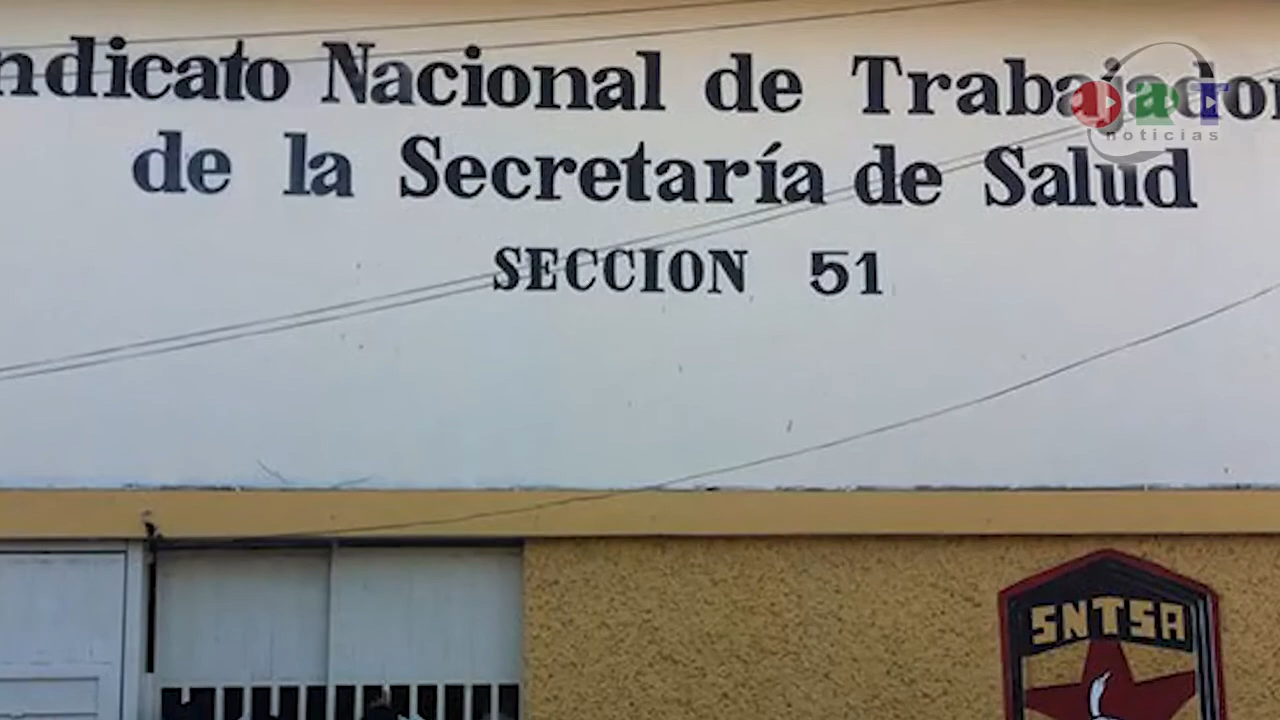 ndicato Nacional de Trabajador
de la Secretaría de Salud
SECCION 51
SNTSA
noticias